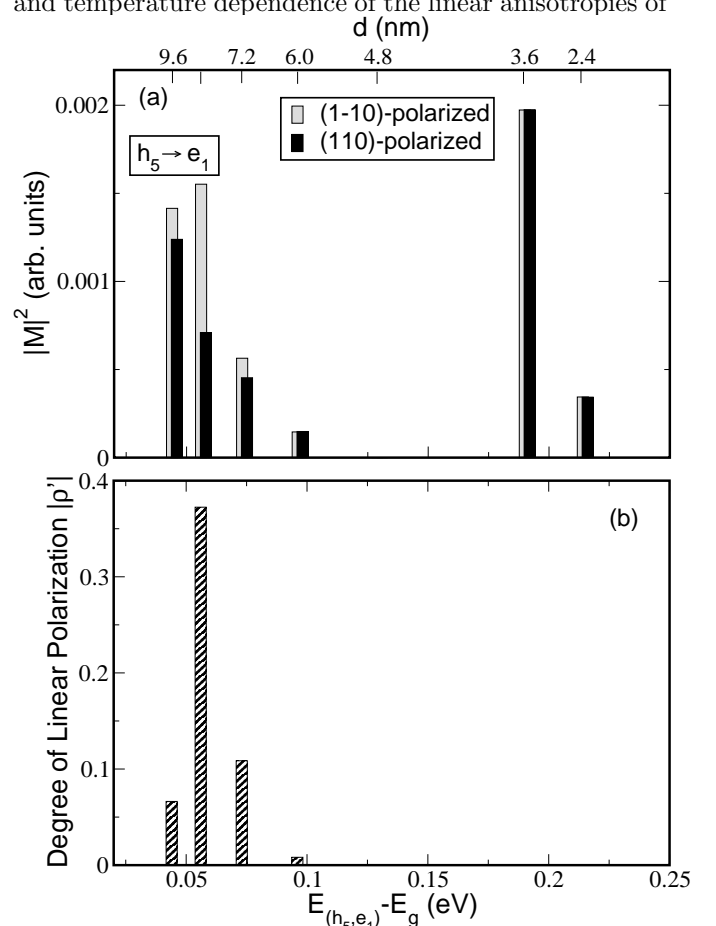 and temperature dependence of the linear anisotropies of
d (nm)
9.6 7.2 6.0 4.8 3.6 2.4
(a)
(1-10)-polarized
(110)-polarized
h₅→e₁
0.002
0.001
0
|M|² (arb. units)
(b)
0.4
0.3
0.2
0.1
0
Degree of Linear Polarization |ρ'|
0.05 0.1 0.15 0.2 0.25
E₍ₕ₅,ₑ₁₎-E_g (eV)